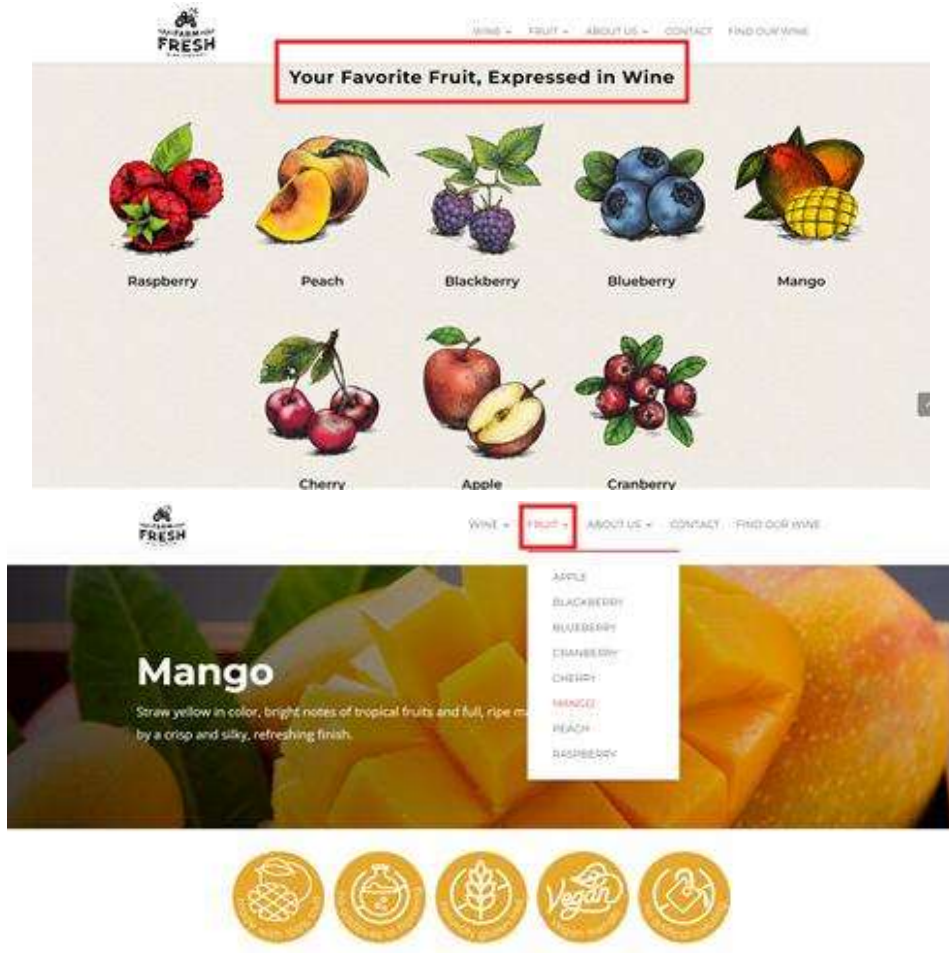 FARM
FRESH
WINE FRUIT ABOUT US CONTACT FIND OUR WINE
Your Favorite Fruit, Expressed in Wine
Raspberry Peach Blackberry Blueberry Mango
Cherry Apple Cranberry
FARM
FRESH
WINE FRUIT ABOUT US CONTACT FIND OUR WINE
APPLE
BLACKBERRY
BLUEBERRY
CRANBERRY
CHERRY
MANGO
PEACH
RASPBERRY
Mango
Straw yellow in color, bright notes of tropical fruits and full, ripe
by a crisp and silky, refreshing finish.
Vegan